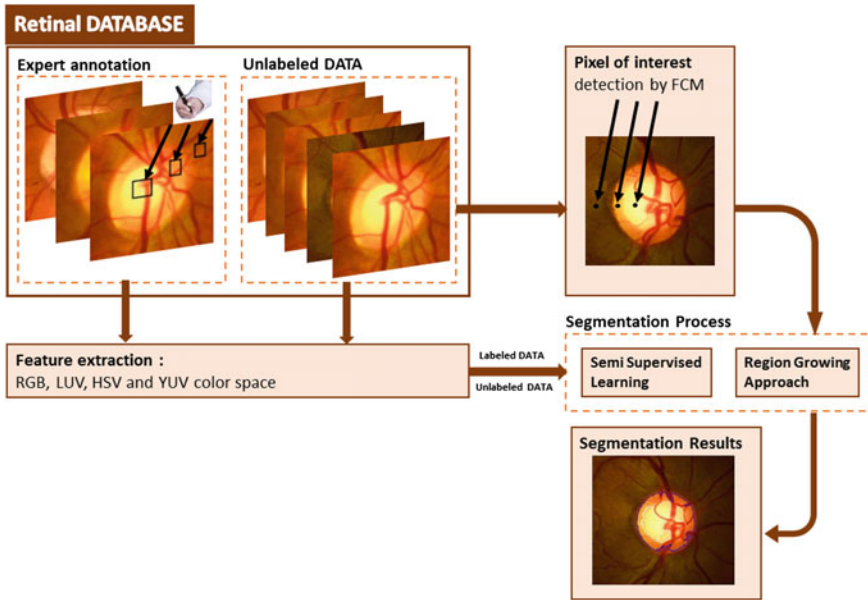 Retinal DATABASE
Expert annotation
Unlabeled DATA
Pixel of interest
detection by FCM
Feature extraction :
RGB, LUV, HSV and YUV color space
Labeled DATA
Unlabeled DATA
Segmentation Process
Semi Supervised
Learning
Region Growing
Approach
Segmentation Results